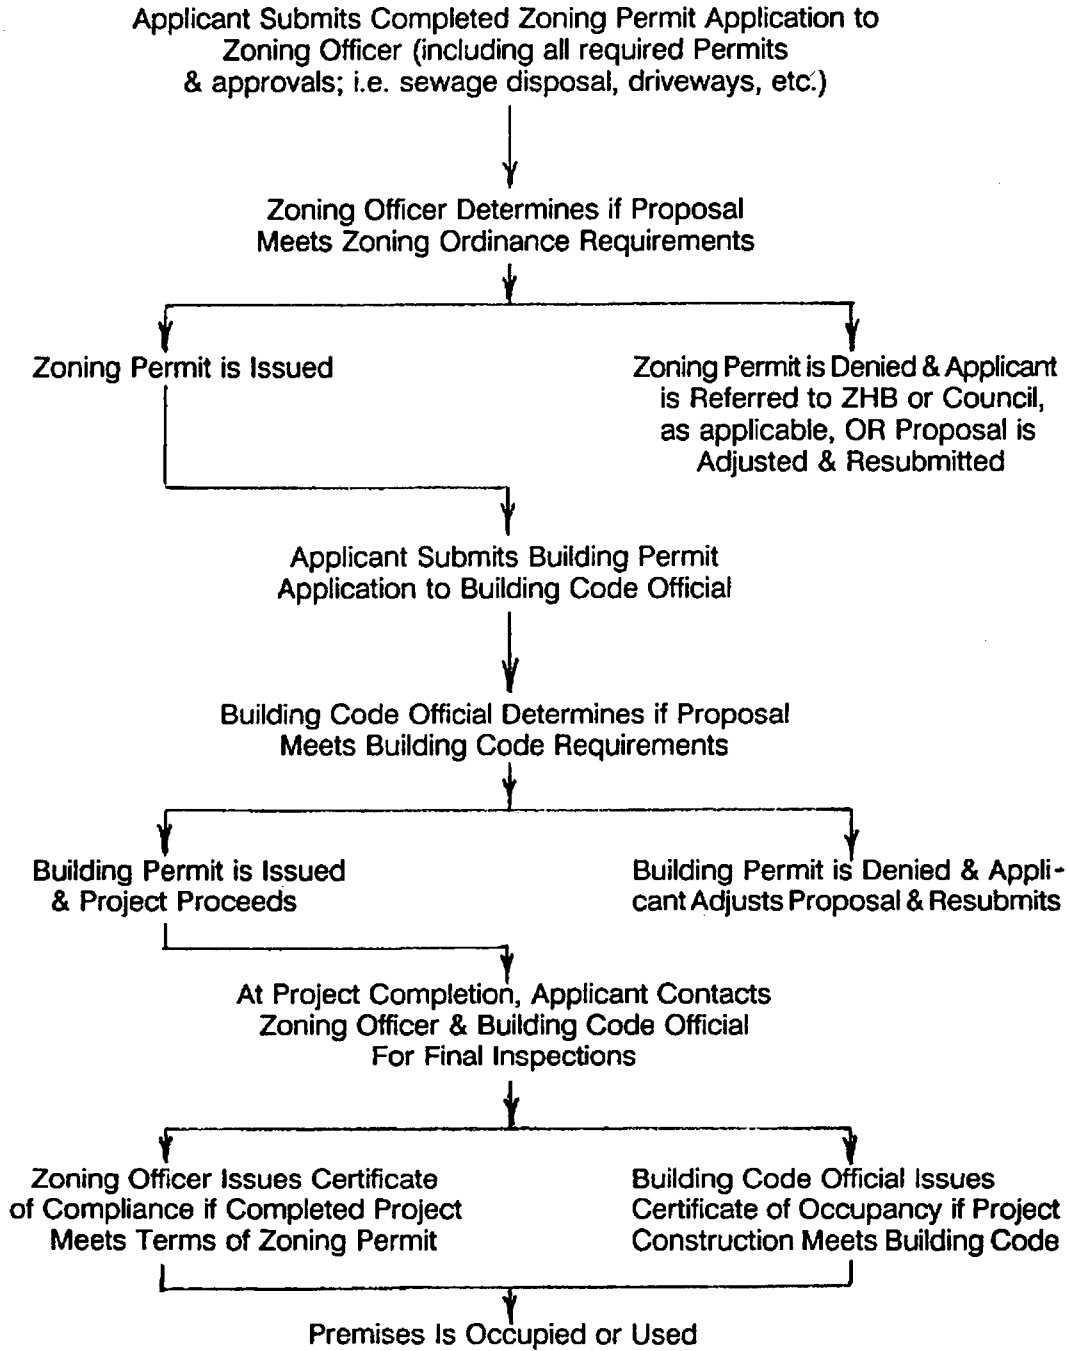 Applicant Submits Completed Zoning Permit Application to
Zoning Officer (including all required Permits
& approvals; i.e. sewage disposal, driveways, etc.)
Zoning Officer Determines if Proposal
Meets Zoning Ordinance Requirements
Zoning Permit is Issued
Zoning Permit is Denied & Applicant
is Referred to ZHB or Council,
as applicable, OR Proposal is
Adjusted & Resubmitted
Applicant Submits Building Permit
Application to Building Code Official
Building Code Official Determines if Proposal
Meets Building Code Requirements
Building Permit is Issued
& Project Proceeds
Building Permit is Denied & Appli-
cant Adjusts Proposal & Resubmits
At Project Completion, Applicant Contacts
Zoning Officer & Building Code Official
For Final Inspections
Zoning Officer Issues Certificate
of Compliance if Completed Project
Meets Terms of Zoning Permit
Building Code Official Issues
Certificate of Occupancy if Project
Construction Meets Building Code
Premises Is Occupied or Used